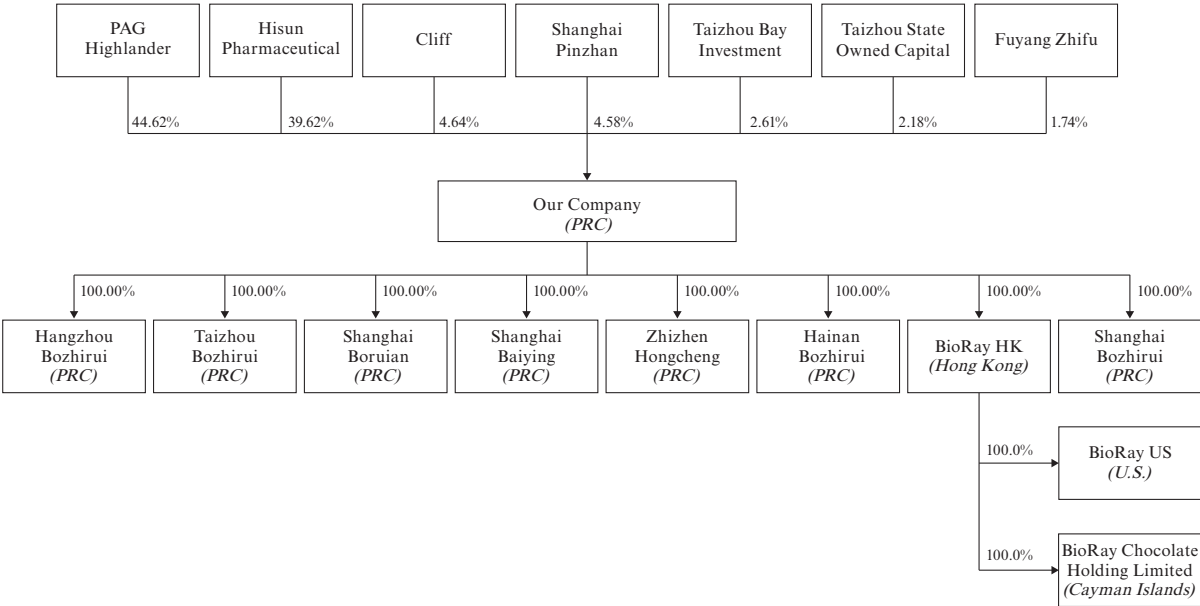 PAG
Highlander
Hisun
Pharmaceutical
Cliff
Shanghai
Pinzhan
Taizhou Bay
Investment
Taizhou State
Owned Capital
Fuyang Zhifu
44.62%
39.62%
4.64%
4.58%
2.61%
2.18%
1.74%
Our Company
(PRC)
100.00%
100.00%
100.00%
100.00%
100.00%
100.00%
100.00%
100.00%
Hangzhou
Bozhirui
(PRC)
Taizhou
Bozhirui
(PRC)
Shanghai
Boruian
(PRC)
Shanghai
Baiying
(PRC)
Zhizhen
Hongcheng
(PRC)
Hainan
Bozhirui
(PRC)
BioRay HK
(Hong Kong)
Shanghai
Bozhirui
(PRC)
100.0%
BioRay US
(U.S.)
100.0%
BioRay Chocolate
Holding Limited
(Cayman Islands)